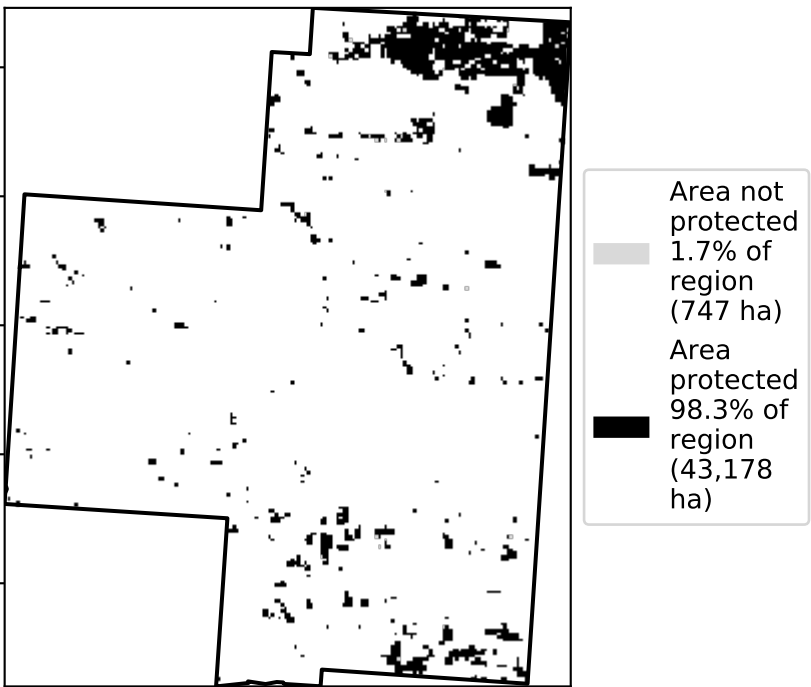 Area not
protected
1.7% of
region
(747 ha)
Area
protected
98.3% of
region
(43,178
ha)